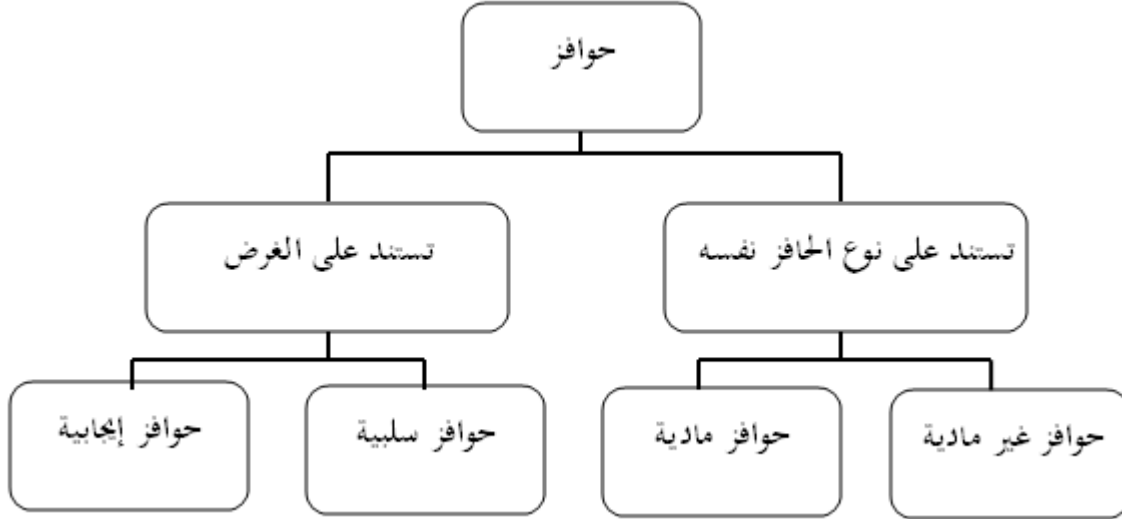 حوافز
تستند على نوع الحافز نفسه
تستند على الغرض
حوافز غير مادية
حوافز مادية
حوافز سلبية
حوافز إيجابية